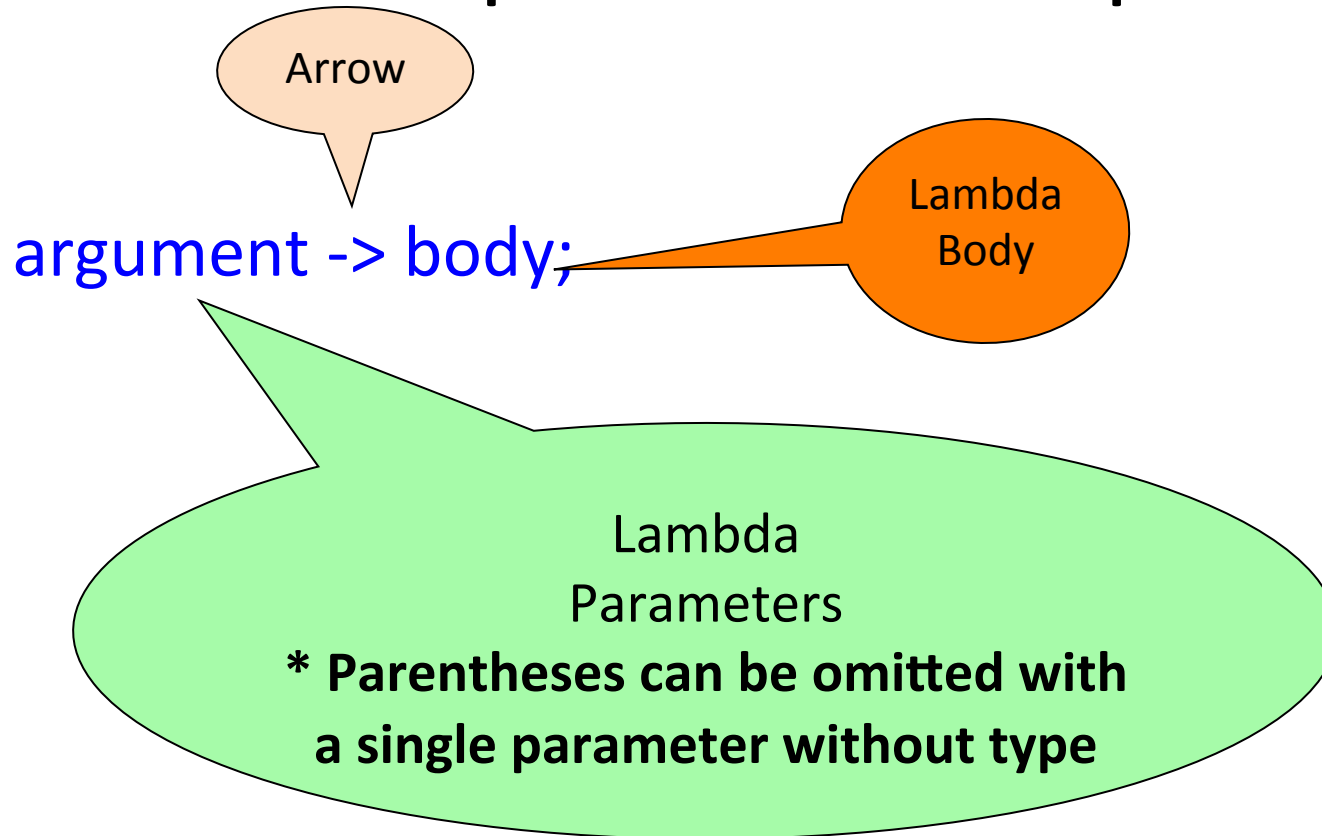 Arrow
Lambda
Body
argument -> body;
Lambda
Parameters
* Parentheses can be omitted with
a single parameter without type